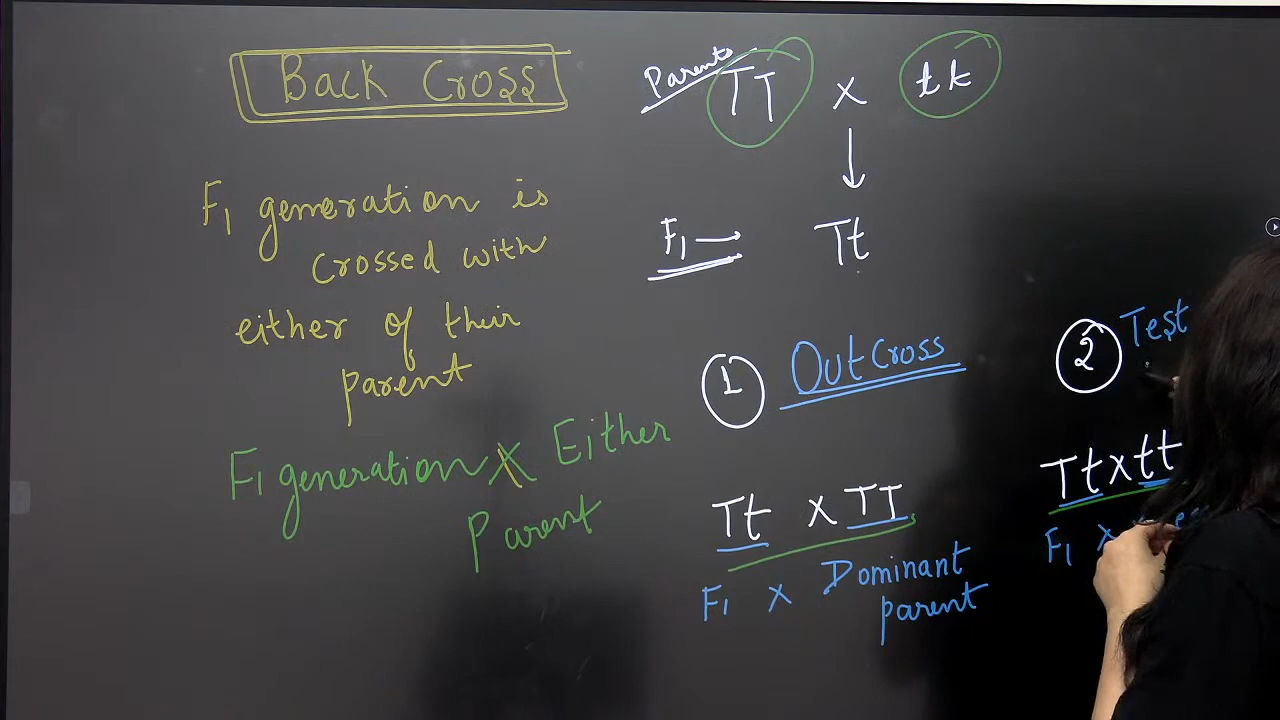 Back Cross
F1 generation is
crossed with
either of their
parent
F1 generation X Either
Parent
Parents TT x tt
F1 → Tt
1 OutCross
Tt x TT
F1 x Dominant
parent
2 Test
Tt x tt
F1 x